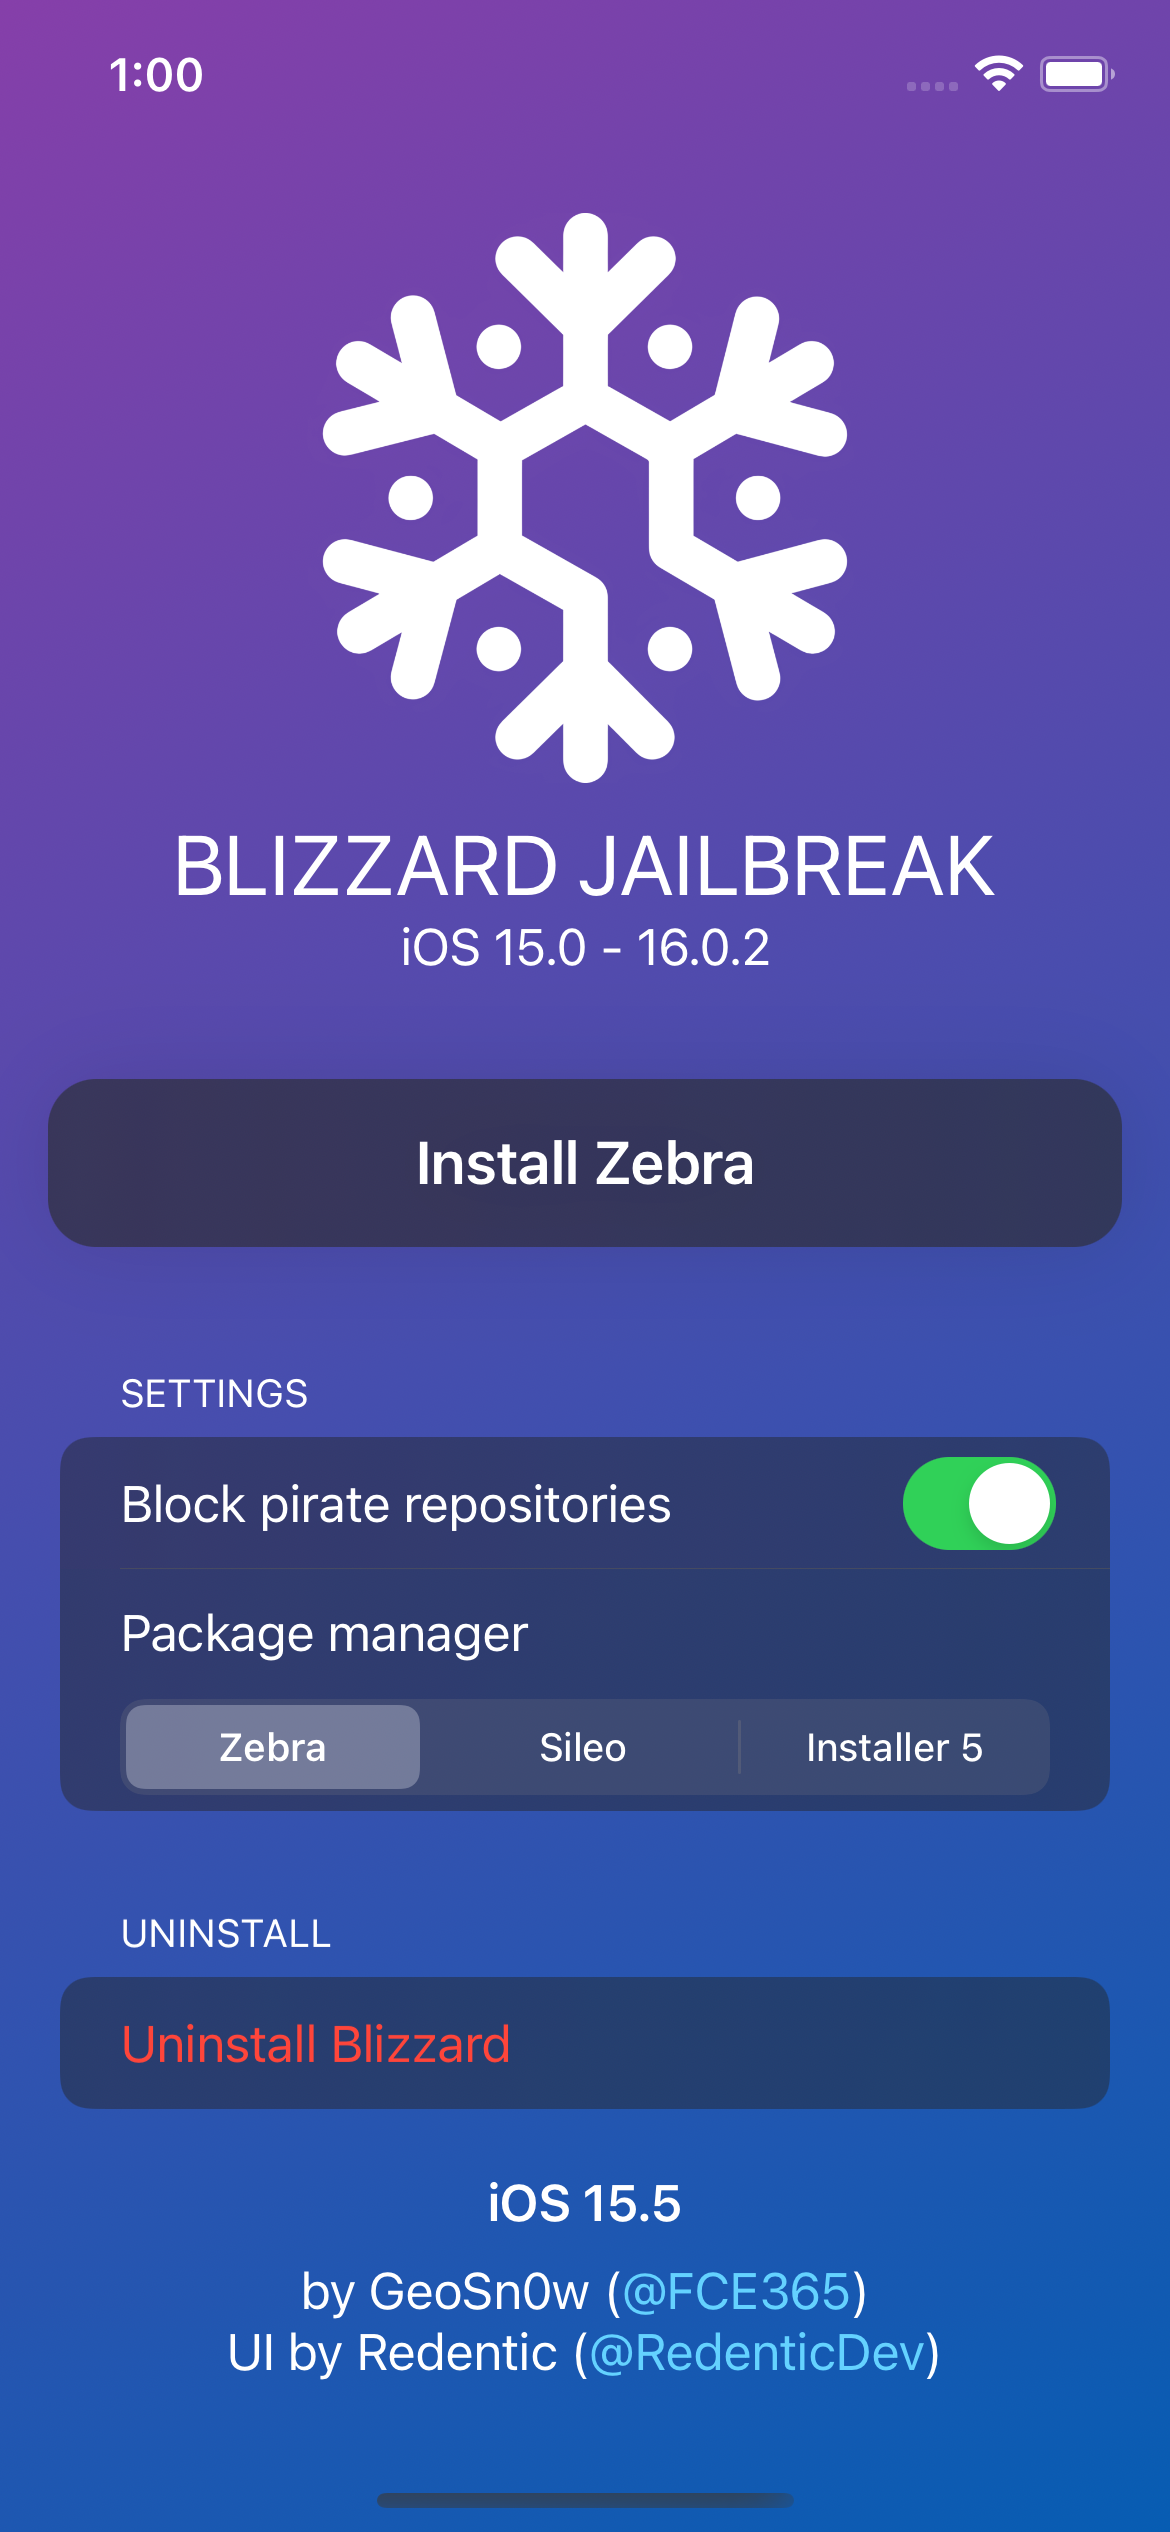 1:00
BLIZZARD JAILBREAK
iOS 15.0 - 16.0.2
Install Zebra
SETTINGS
Block pirate repositories
Package manager
Zebra Sileo Installer 5
UNINSTALL
Uninstall Blizzard
iOS 15.5
by GeoSn0w (@FCE365)
UI by Redentic (@RedenticDev)